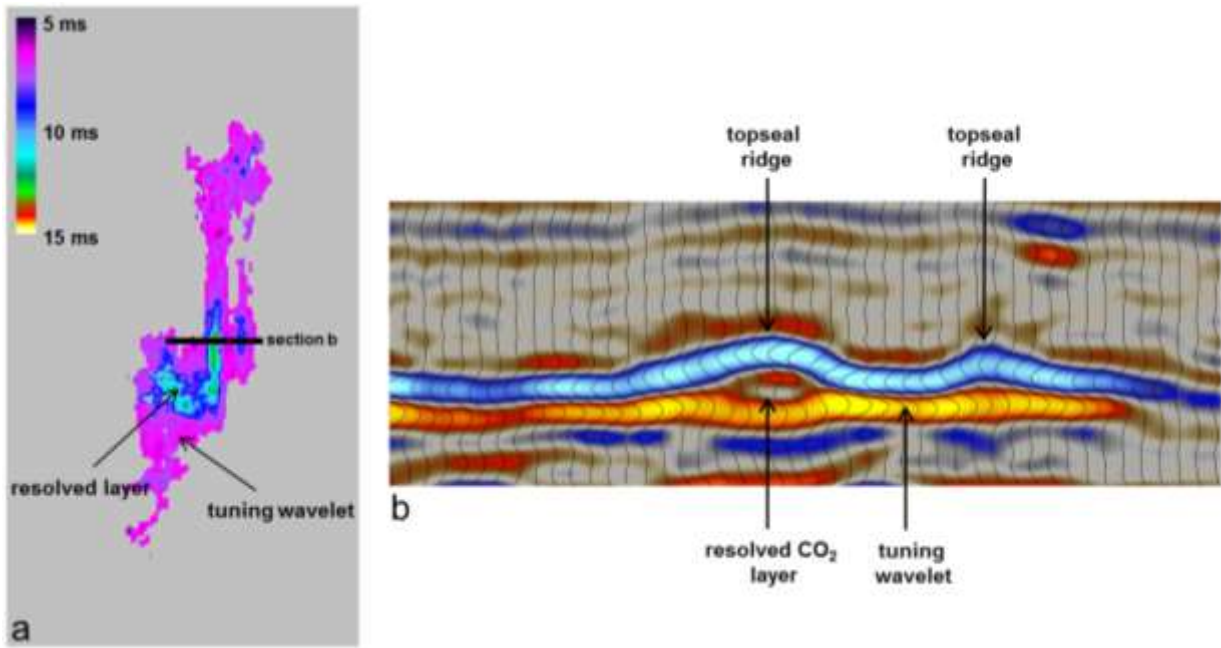 5 ms
10 ms
15 ms
section b
resolved layer
tuning wavelet
a
topseal
ridge
topseal
ridge
b
resolved CO₂
layer
tuning
wavelet